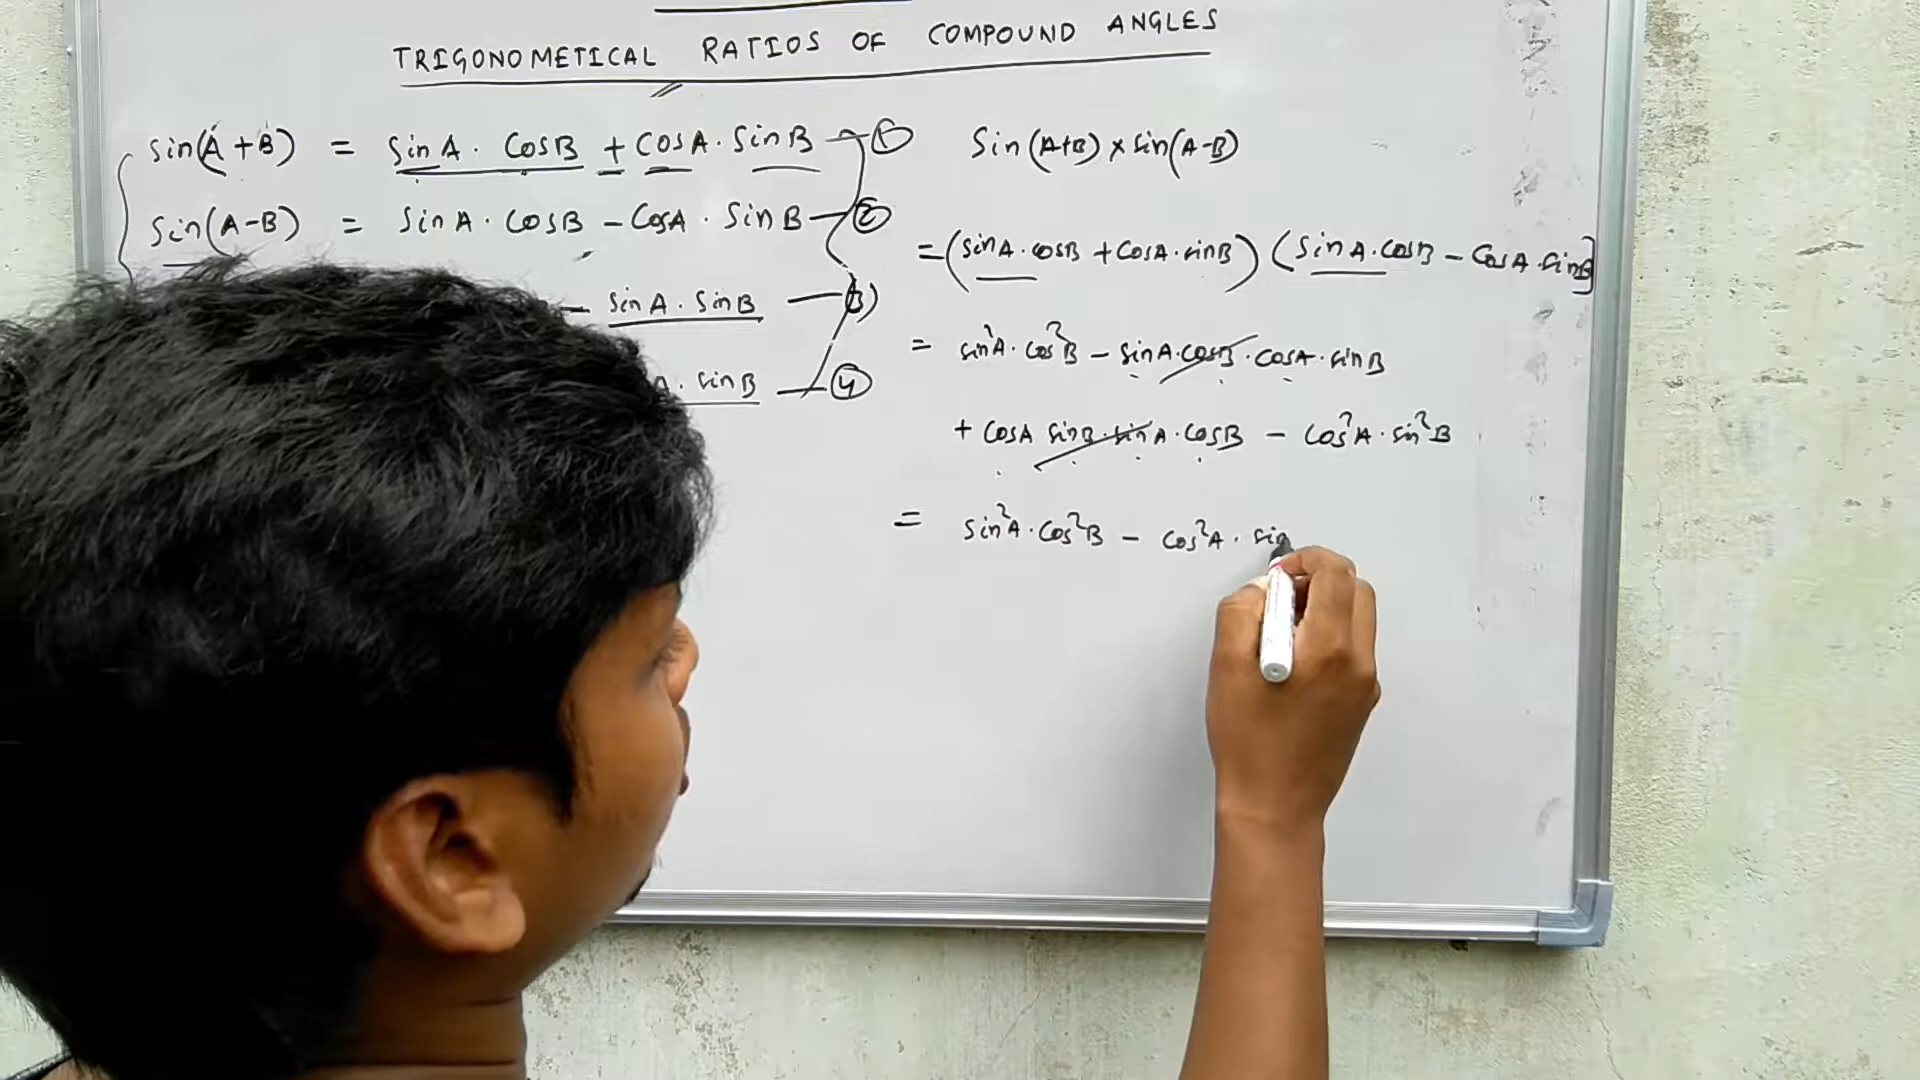 TRIGONOMETICAL RATIOS OF COMPOUND ANGLES
sin(A+B) = sinA · cosB + cosA · sinB — ①
sin(A-B) = sinA · cosB - cosA · sinB — ②
- sinA · sinB — 3)
· sinB — ④
Sin(A+B) × sin(A-B)
= (sinA · cosB + cosA · sinB) (sinA · cosB - cosA · sinB]
= sin²A · cos²B - sinA · cosB · cosA · sinB
+ cosA sinB · sinA · cosB - cos²A · sin²B
= sin²A · cos²B - cos²A · sin